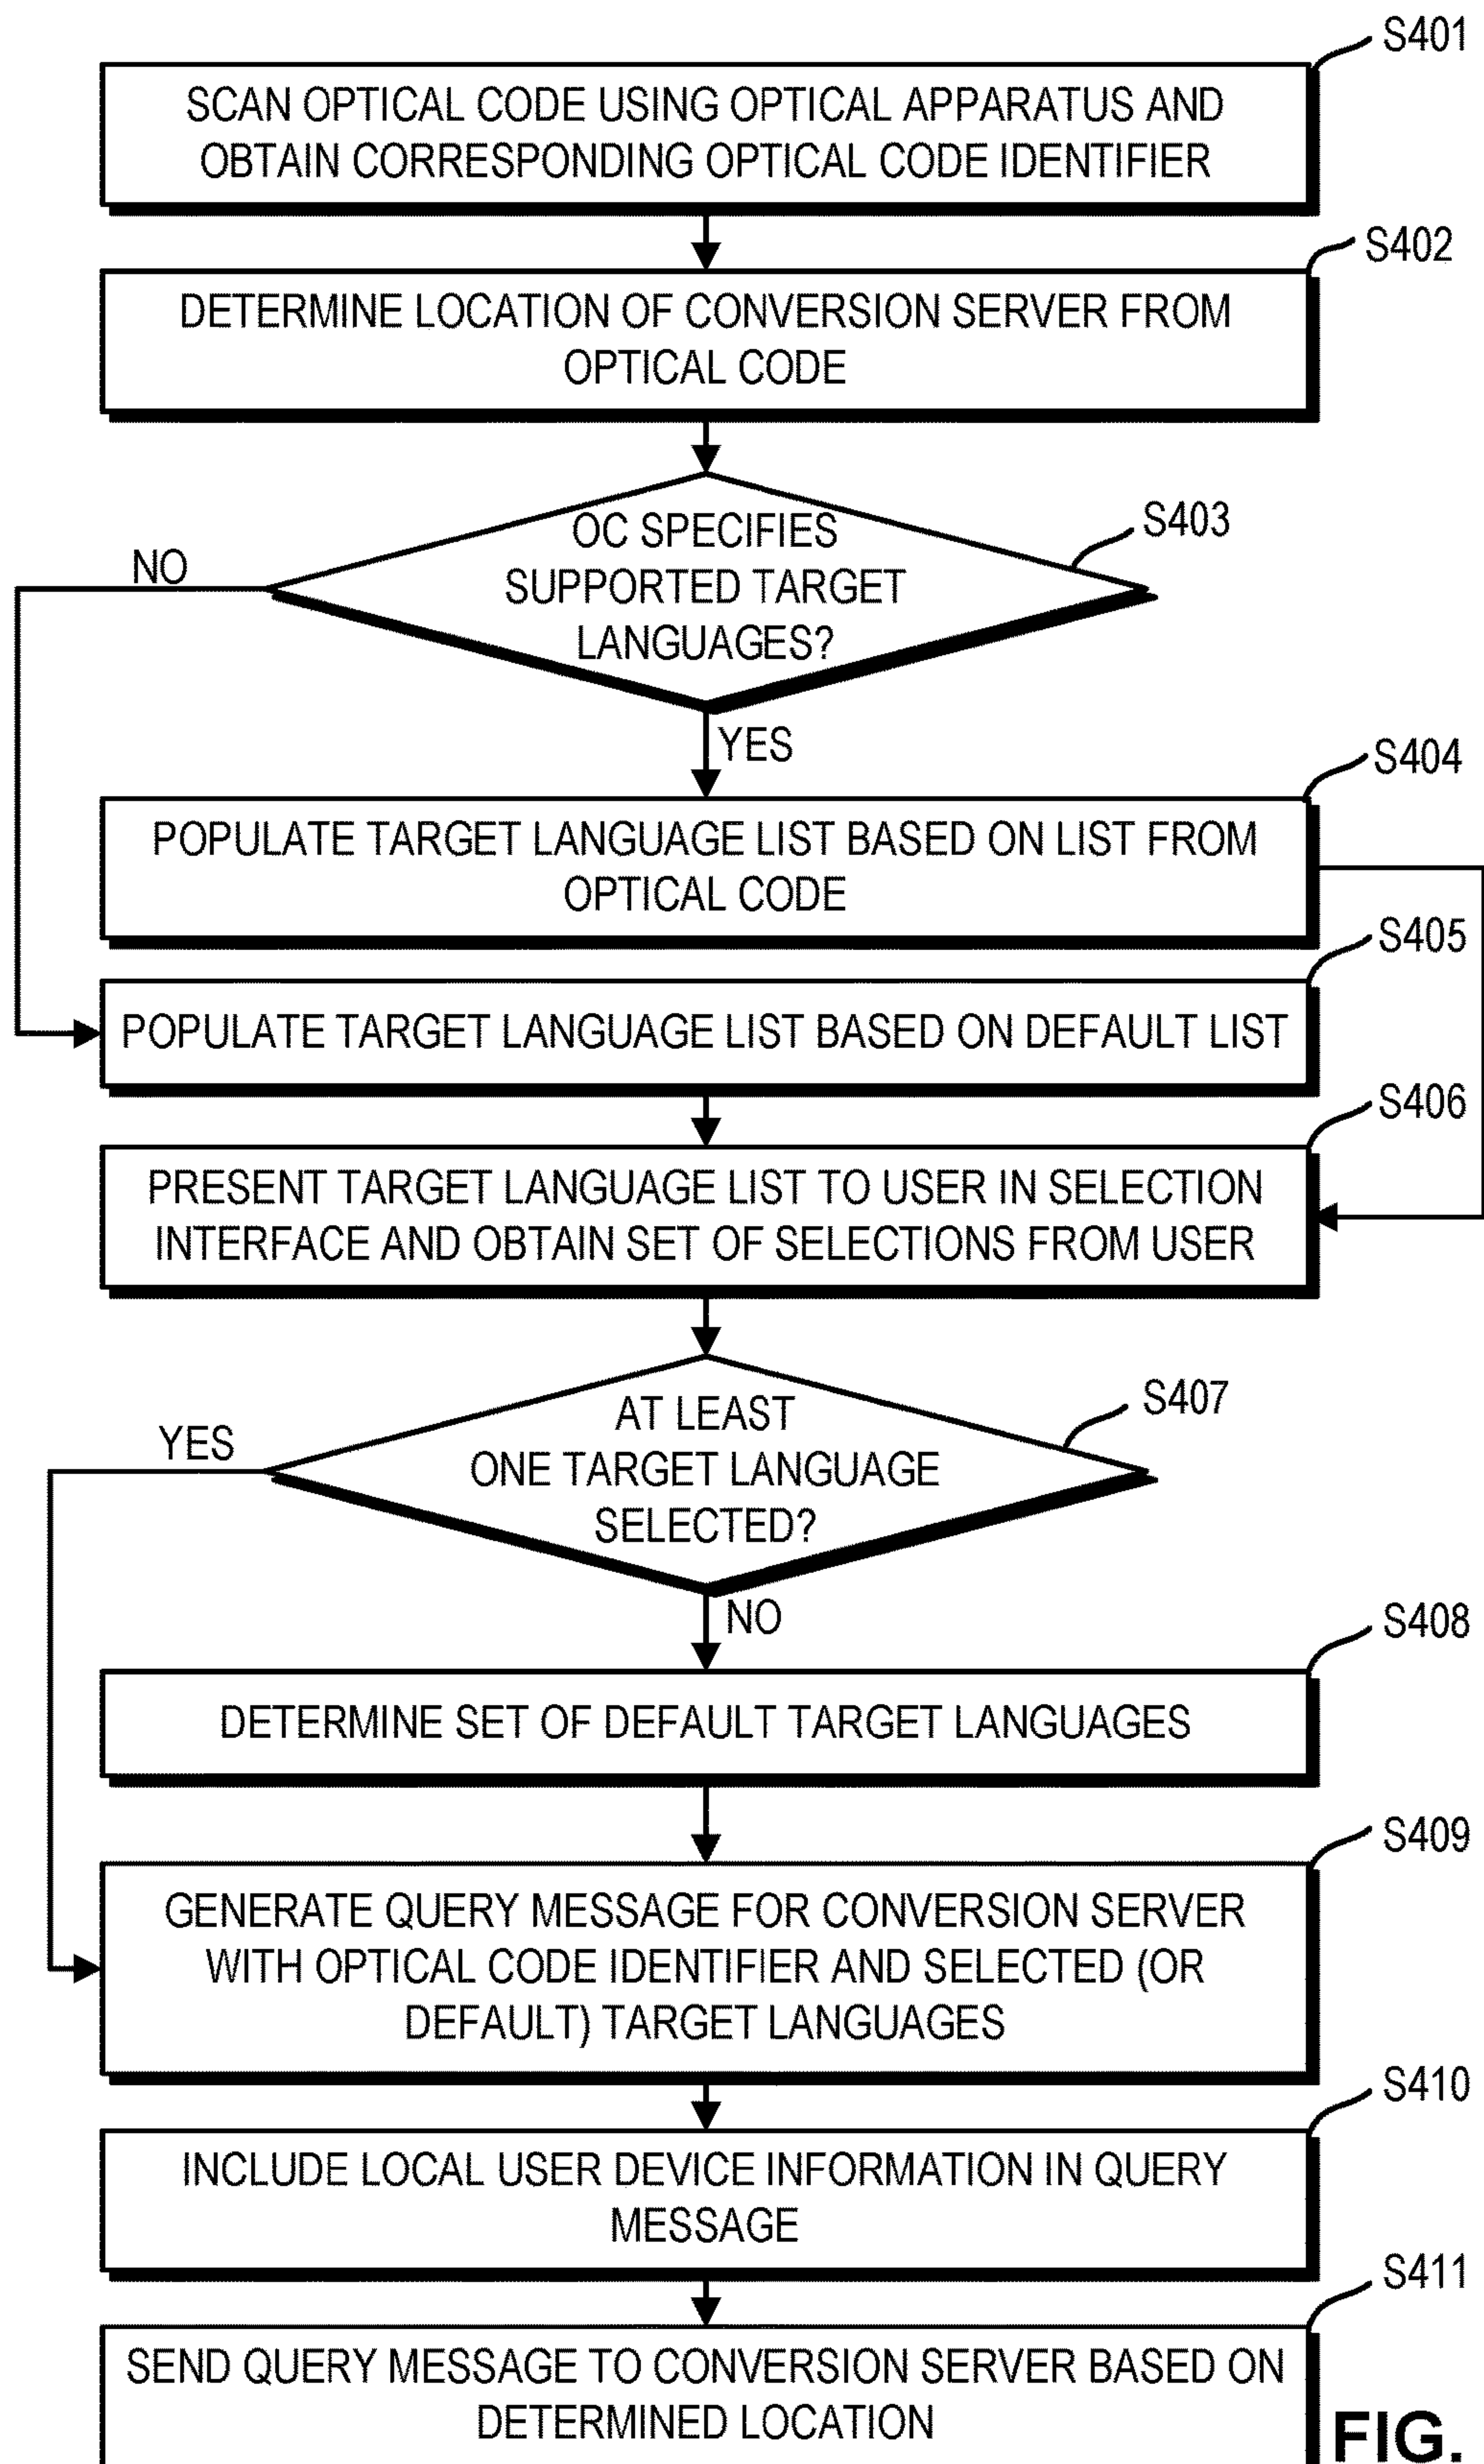 S401
SCAN OPTICAL CODE USING OPTICAL APPARATUS AND
OBTAIN CORRESPONDING OPTICAL CODE IDENTIFIER
S402
DETERMINE LOCATION OF CONVERSION SERVER FROM
OPTICAL CODE
S403
OC SPECIFIES
SUPPORTED TARGET
LANGUAGES?
NO
YES
S404
POPULATE TARGET LANGUAGE LIST BASED ON LIST FROM
OPTICAL CODE
S405
POPULATE TARGET LANGUAGE LIST BASED ON DEFAULT LIST
S406
PRESENT TARGET LANGUAGE LIST TO USER IN SELECTION
INTERFACE AND OBTAIN SET OF SELECTIONS FROM USER
S407
AT LEAST
ONE TARGET LANGUAGE
SELECTED?
YES
NO
S408
DETERMINE SET OF DEFAULT TARGET LANGUAGES
S409
GENERATE QUERY MESSAGE FOR CONVERSION SERVER
WITH OPTICAL CODE IDENTIFIER AND SELECTED (OR
DEFAULT) TARGET LANGUAGES
S410
INCLUDE LOCAL USER DEVICE INFORMATION IN QUERY
MESSAGE
S411
SEND QUERY MESSAGE TO CONVERSION SERVER BASED ON
DETERMINED LOCATION
FIG.